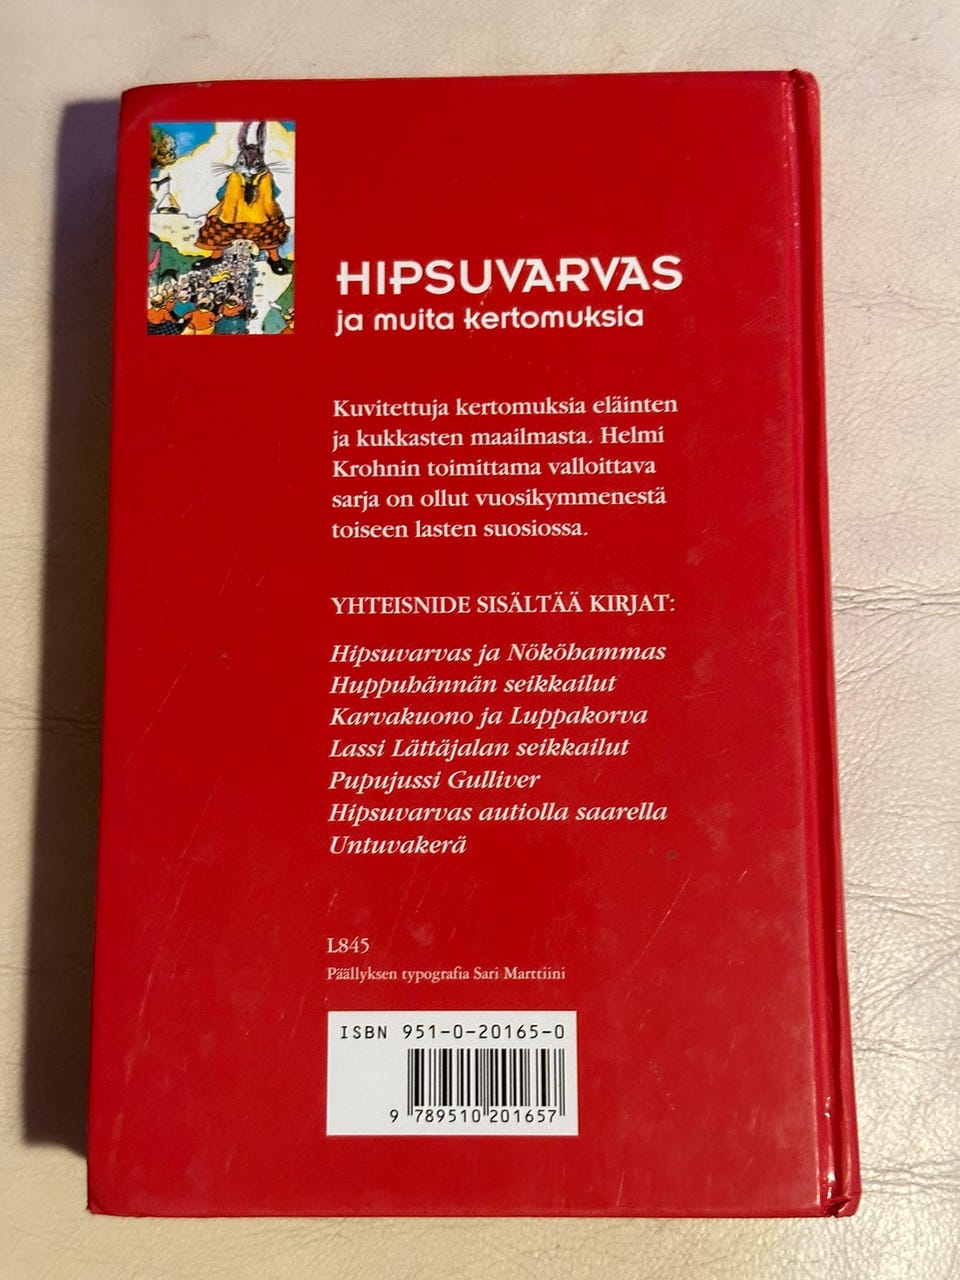 HIPSUVARVAS
ja muita kertomuksia
Kuvitettuja kertomuksia eläinten
ja kukkasten maailmasta. Helmi
Krohnin toimittama valloittava
sarja on ollut vuosikymmenestä
toiseen lasten suosiossa.
YHTEISNIDE SISÄLTÄÄ KIRJAT:
Hipsuvarvas ja Nököhammas
Huppuhännän seikkailut
Karvakuono ja Luppakorva
Lassi Lättäjalan seikkailut
Pupujussi Gulliver
Hipsuvarvas autiolla saarella
Untuvakerä
L845
Päällyksen typografia Sari Marttiini
ISBN 951-0-20165-0
9 789510 201657